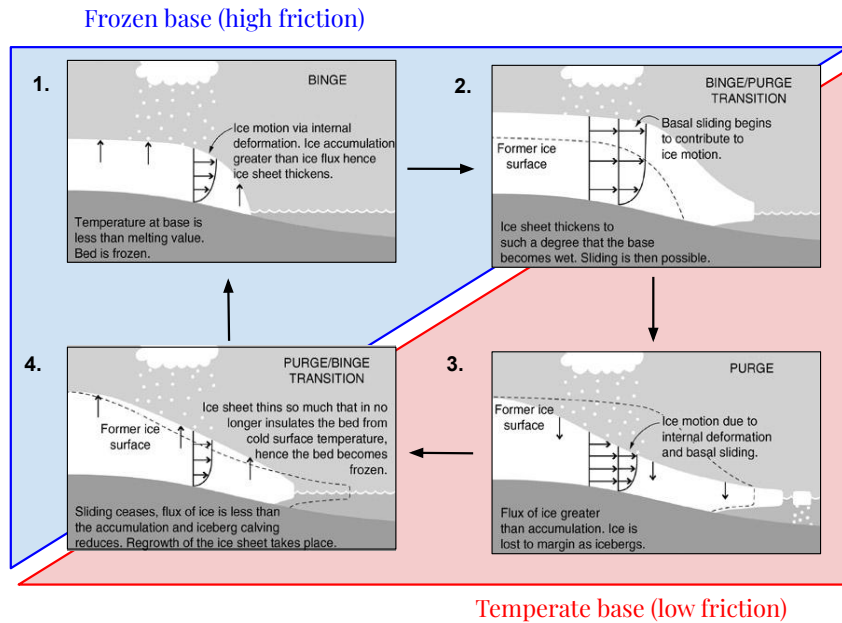 Frozen base (high friction)
1.
BINGE
Ice motion via internal
deformation. Ice accumulation
greater than ice flux hence
ice sheet thickens.
Temperature at base is
less than melting value.
Bed is frozen.
2.
BINGE/PURGE
TRANSITION
Basal sliding begins
to contribute to
ice motion.
Former ice
surface
Ice sheet thickens to
such a degree that the base
becomes wet. Sliding is then possible.
3.
PURGE
Former ice
surface
Ice motion due to
internal deformation
and basal sliding.
Flux of ice greater
than accumulation. Ice is
lost to margin as icebergs.
4.
PURGE/BINGE
TRANSITION
Ice sheet thins so much that in no
longer insulates the bed from
cold surface temperature,
hence the bed becomes
frozen.
Former ice
surface
Sliding ceases, flux of ice is less than
the accumulation and iceberg calving
reduces. Regrowth of the ice sheet takes place.
Temperate base (low friction)